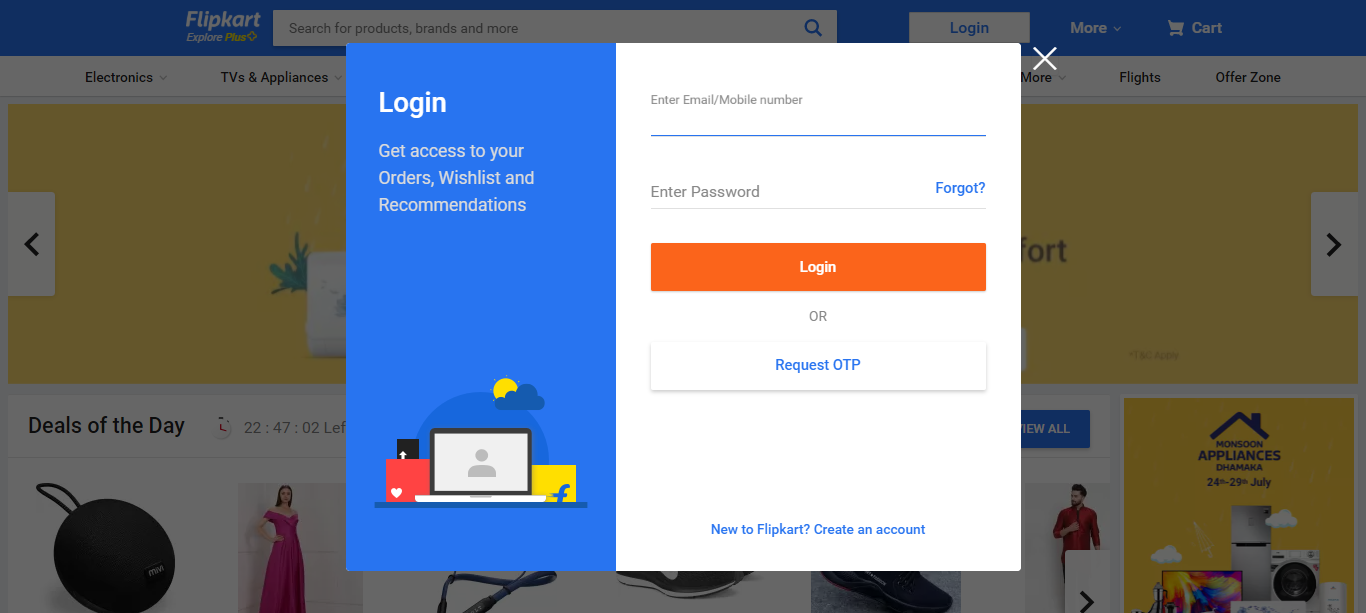 Flipkart
Explore Plus
Search for products, brands and more
Login
More
Cart
Electronics
TVs & Appliances
More
Flights
Offer Zone
Login
Get access to your
Orders, Wishlist and
Recommendations
Enter Email/Mobile number
Enter Password
Forgot?
Login
OR
Request OTP
New to Flipkart? Create an account
fort
*T&C Apply
Deals of the Day
22 : 47 : 02 Lef
VIEW ALL
MONSOON
APPLIANCES
DHAMAKA
24th-29th July
mivi